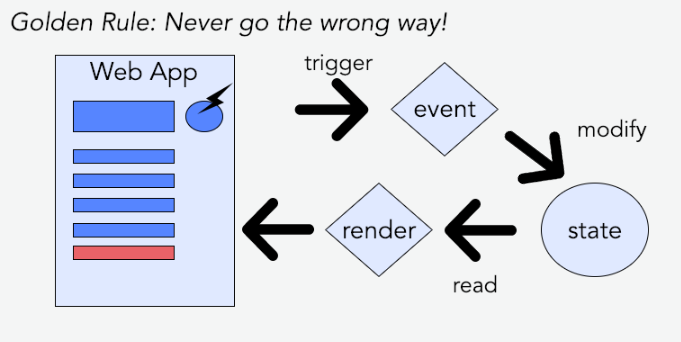 Golden Rule: Never go the wrong way!
Web App
trigger
event
modify
state
read
render